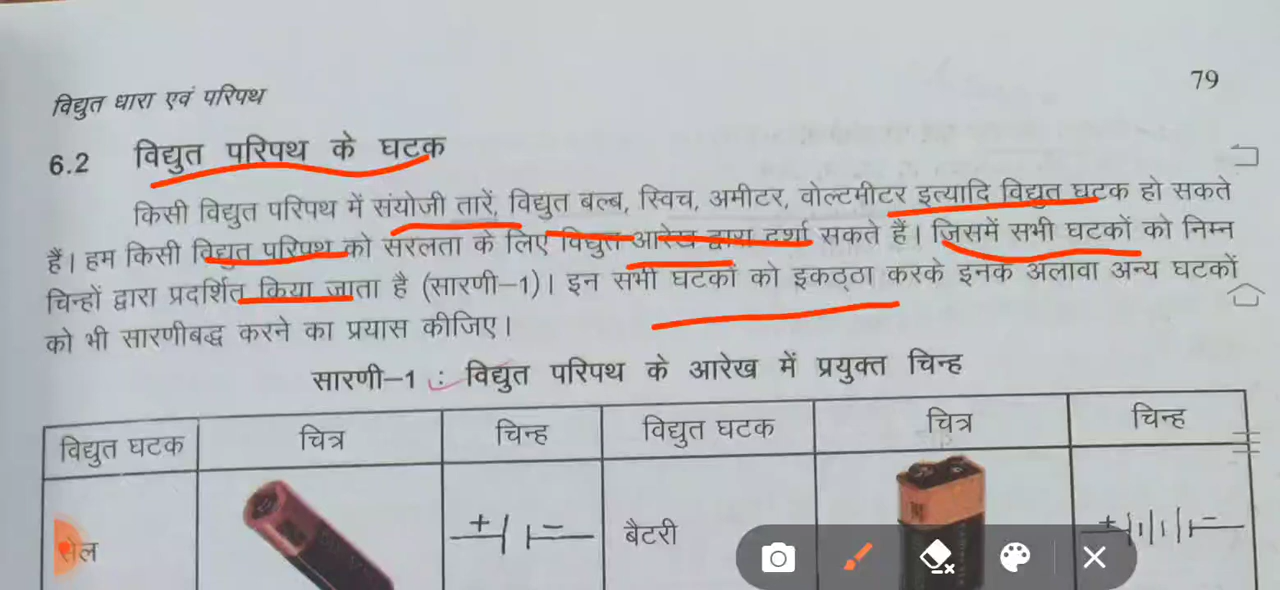 79
विद्युत धारा एवं परिपथ
6.2 विद्युत परिपथ के घटक
किसी विद्युत परिपथ में संयोजी तारें, विद्युत बल्ब, स्विच, अमीटर, वोल्टमीटर इत्यादि विद्युत घटक हो सकते
हैं। हम किसी विद्युत परिपथ को सरलता के लिए विद्युत आरेख द्वारा दर्शा सकते हैं। जिसमें सभी घटकों को निम्न
चिन्हों द्वारा प्रदर्शित किया जाता है (सारणी–1)। इन सभी घटकों को इकट्ठा करके इनके अलावा अन्य घटकों
को भी सारणीबद्ध करने का प्रयास कीजिए।
सारणी–1 : विद्युत परिपथ के आरेख में प्रयुक्त चिन्ह
विद्युत घटक चित्र चिन्ह विद्युत घटक चित्र चिन्ह
सेल बैटरी